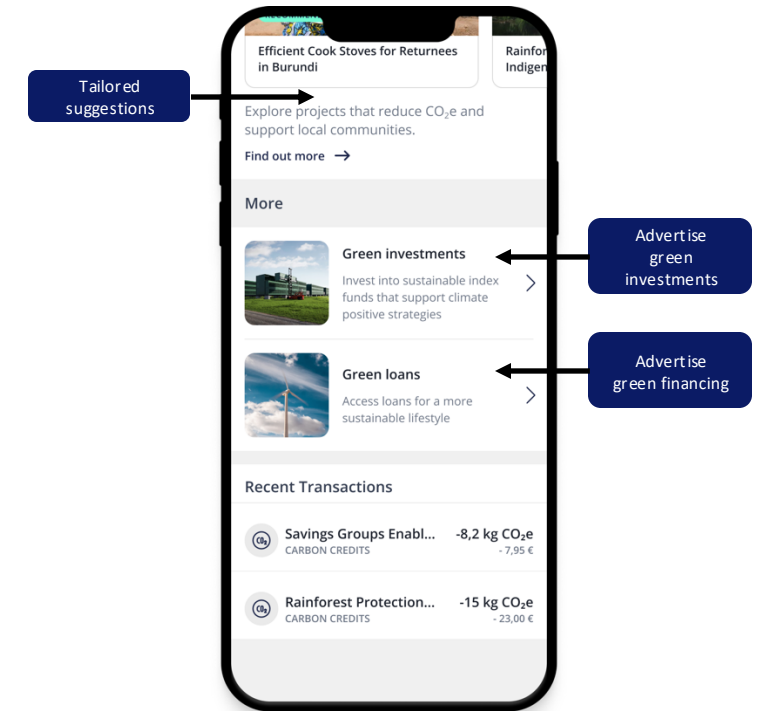 Efficient Cook Stoves for Returnees
in Burundi
Rainfor
Indigen
Tailored
suggestions
Explore projects that reduce CO₂e and
support local communities.
Find out more →
More
Green investments
Invest into sustainable index
funds that support climate
positive strategies
Advertise
green
investments
Green loans
Access loans for a more
sustainable lifestyle
Advertise
green financing
Recent Transactions
CO₂
Savings Groups Enabl...
-8,2 kg CO₂e
CARBON CREDITS
- 7,95 €
CO₂
Rainforest Protection...
-15 kg CO₂e
CARBON CREDITS
- 23,00 €